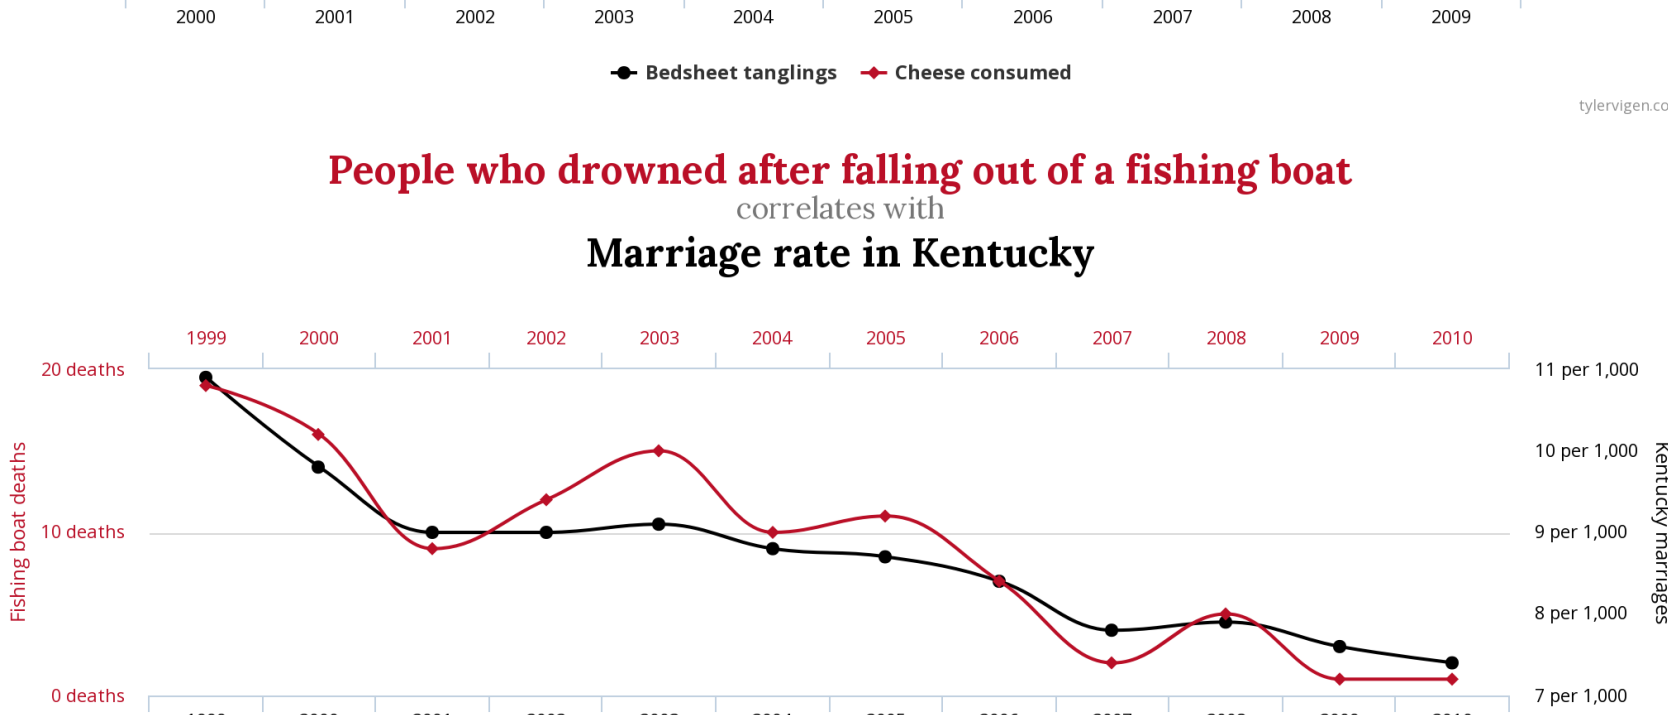 2000 2001 2002 2003 2004 2005 2006 2007 2008 2009
Bedsheet tanglings Cheese consumed
tylervigen.co
People who drowned after falling out of a fishing boat
correlates with
Marriage rate in Kentucky
1999 2000 2001 2002 2003 2004 2005 2006 2007 2008 2009 2010
20 deaths
11 per 1,000
10 per 1,000
Fishing boat deaths
Kentucky marriages
10 deaths
9 per 1,000
8 per 1,000
0 deaths
7 per 1,000